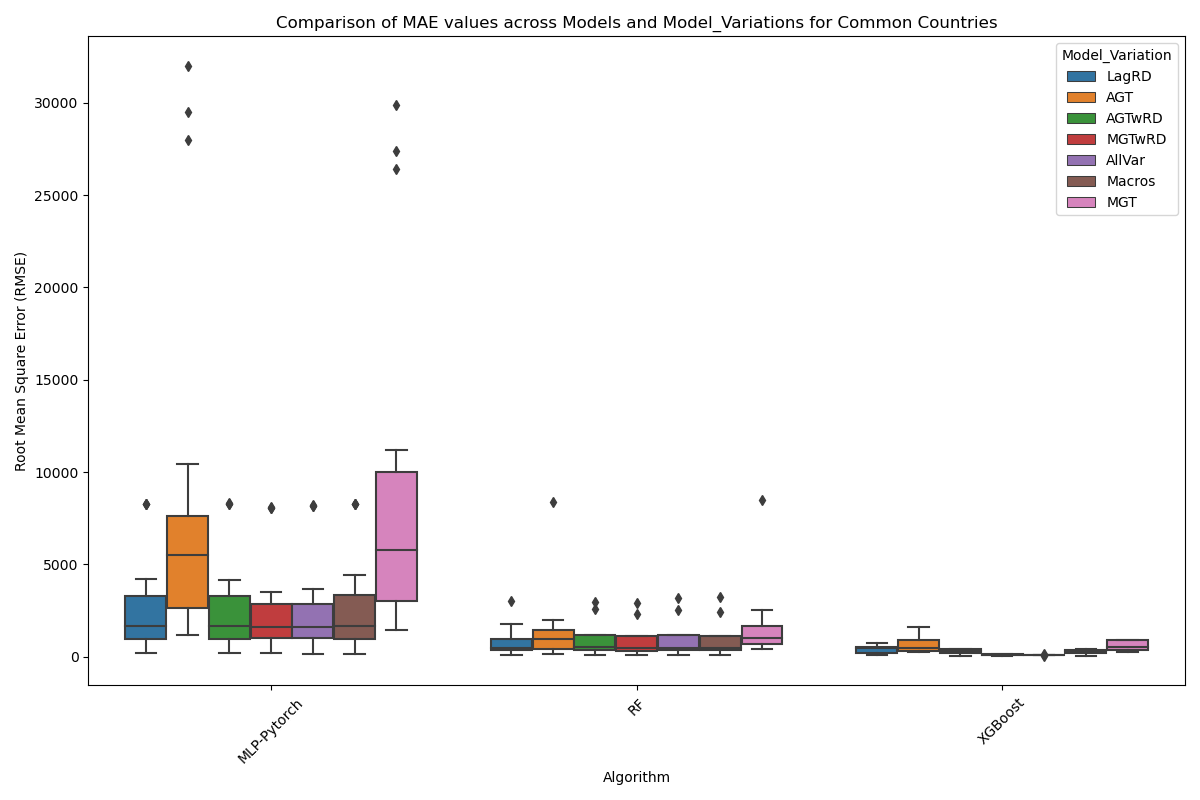 Comparison of MAE values across Models and Model_Variations for Common Countries
Root Mean Square Error (RMSE)
30000
25000
20000
15000
10000
5000
0
Model_Variation
LagRD
AGT
AGTwRD
MGTwRD
AllVar
Macros
MGT
MLP-Pytorch
RF
XGBoost
Algorithm